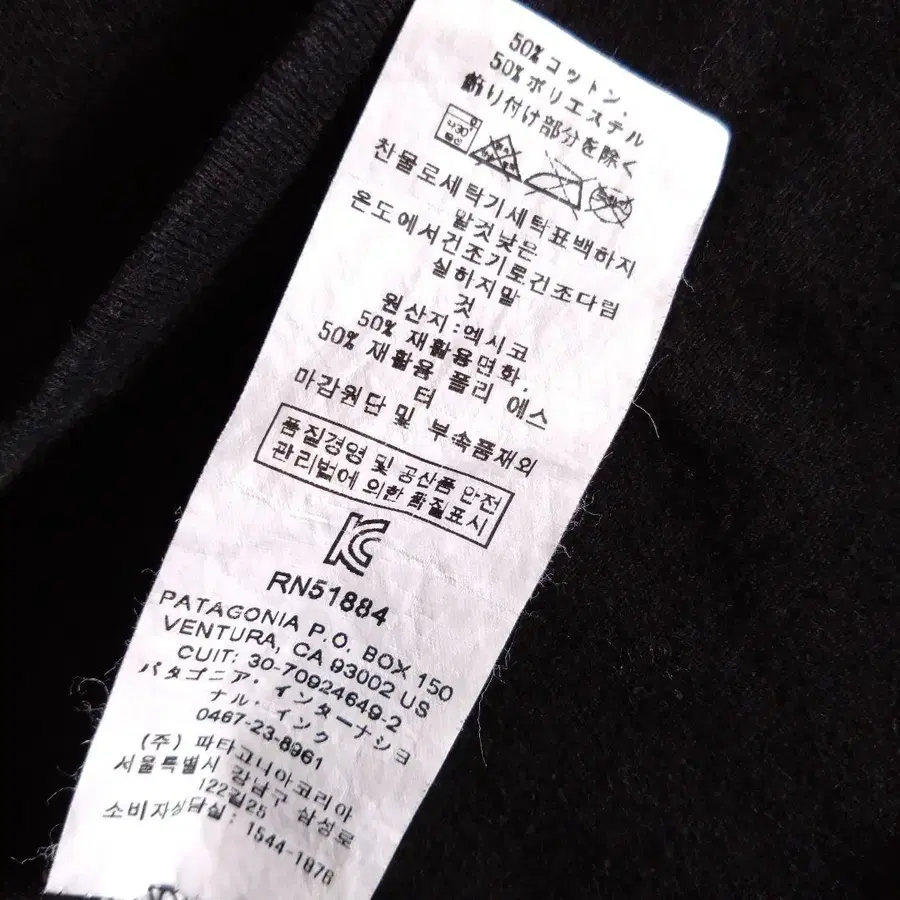 50% コットン,
50% ポリエステル
飾り付け部分を除く
찬물로세탁기세탁표백하지
말것낮은
온도에서건조기로건조다림
실하지말
것
원산지:멕시코
50% 재활용면화,
50% 재활용 폴리 에스
터
마감원단 및 부속품재외
품질경영 및 공산품 안전
관리법에 의한 품질표시
RN51884
PATAGONIA P.O. BOX 150
VENTURA, CA 93002 US
CUIT: 30-70924649-2
パタゴニア・インターナショ
ナル・インク
0467-23-8961
(주) 파타고니아코리아
서울특별시 강남구 삼성로
122길25
소비자상담실: 1544-1876